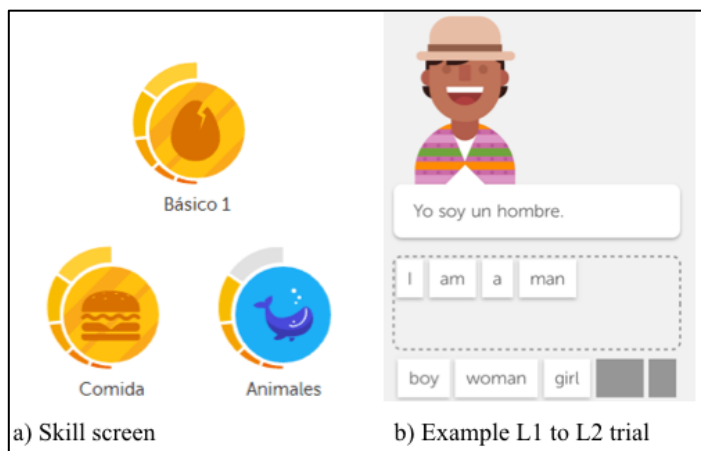 Básico 1
Comida
Animales
a) Skill screen
Yo soy un hombre.
I am a man
boy woman girl
b) Example L1 to L2 trial